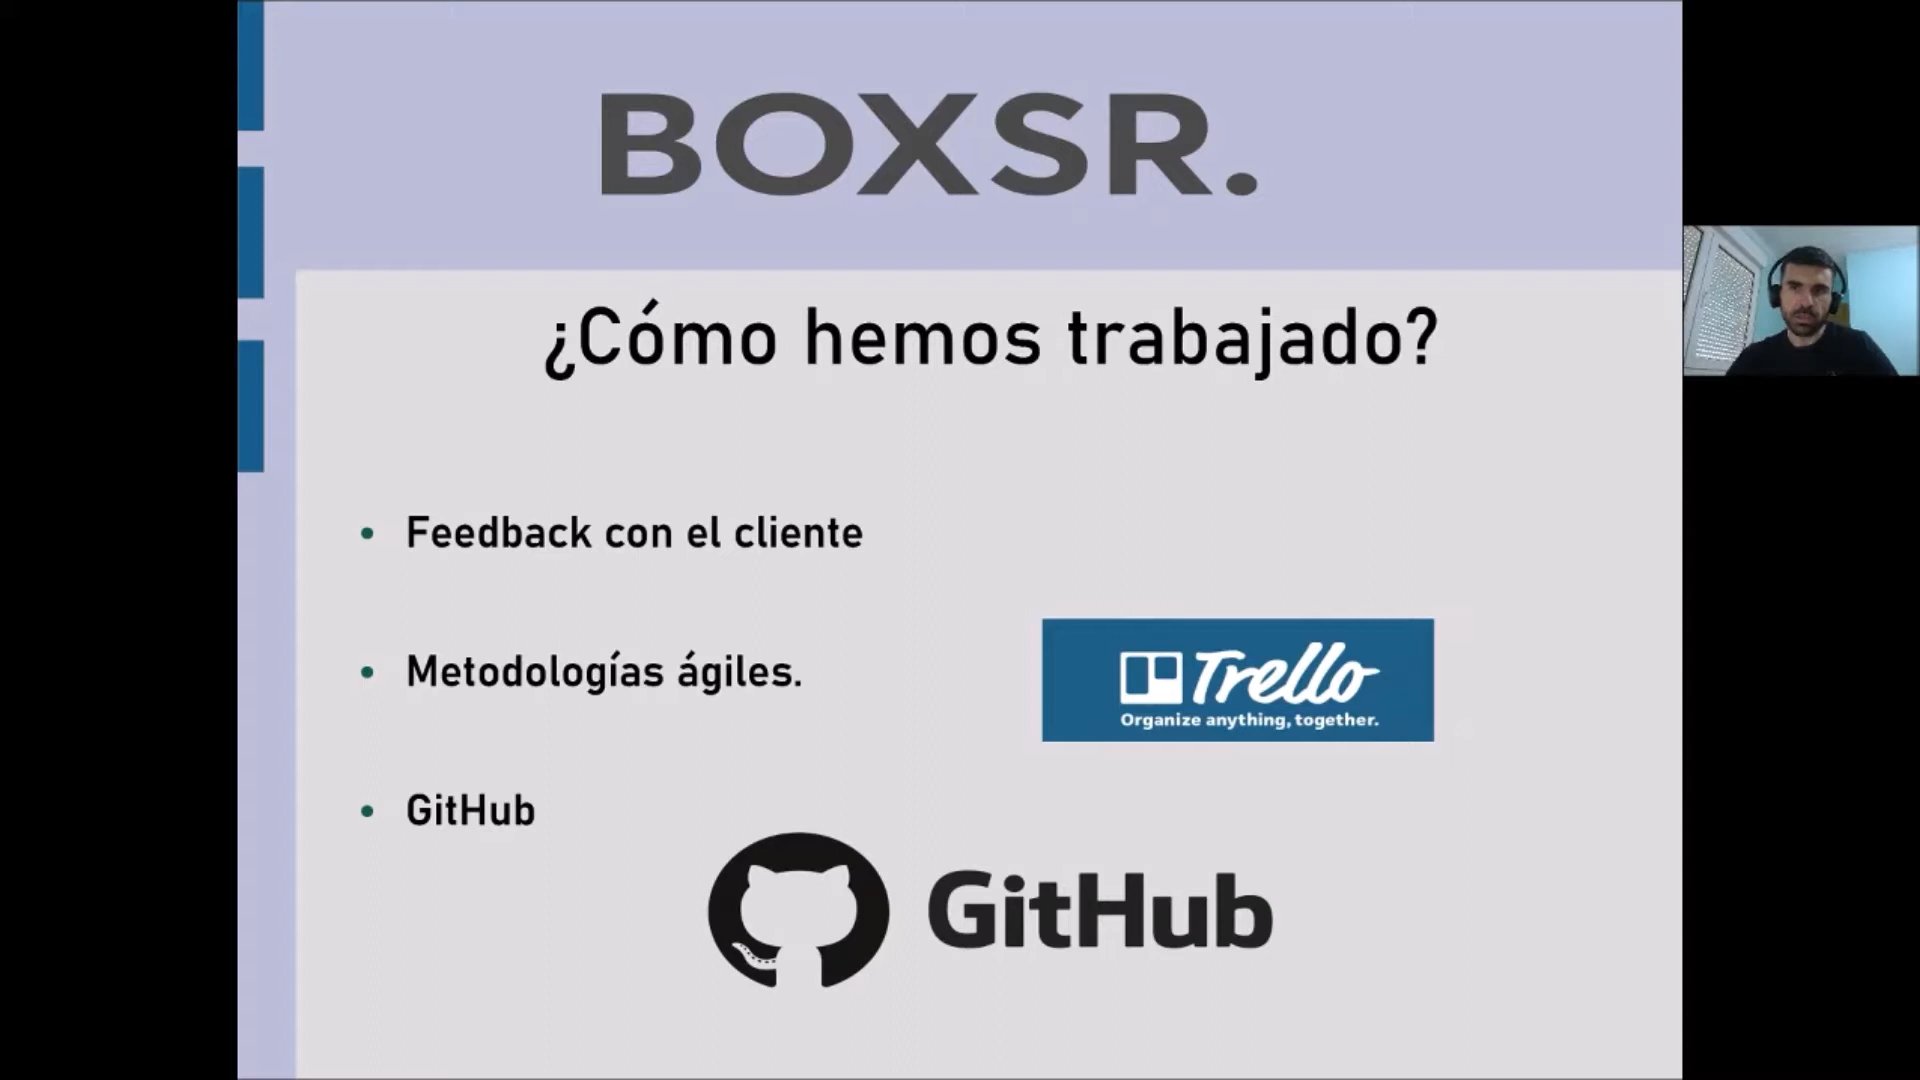 BOXSR.
¿Cómo hemos trabajado?
• Feedback con el cliente
• Metodologías ágiles.
Trello
Organize anything, together.
• GitHub
GitHub